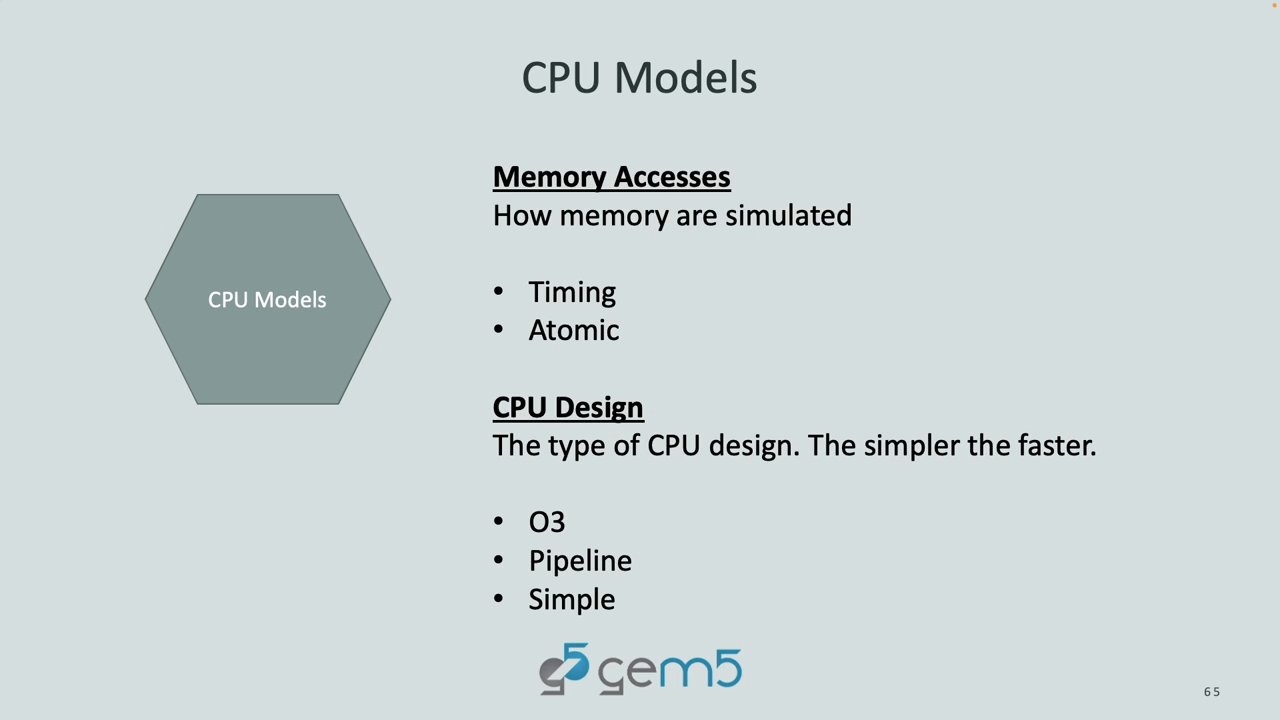 CPU Models
CPU Models
Memory Accesses
How memory are simulated
• Timing
• Atomic
CPU Design
The type of CPU design. The simpler the faster.
• O3
• Pipeline
• Simple
g5 gem5
65